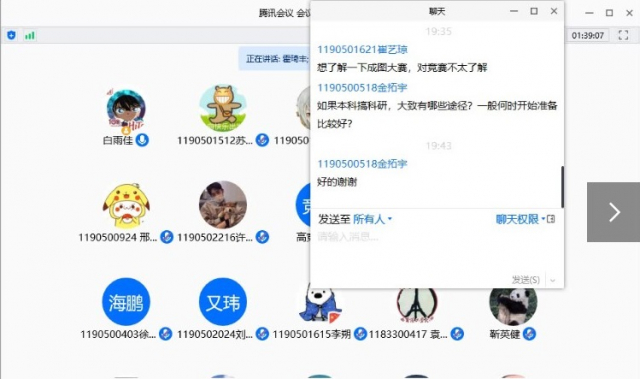 腾讯会议 会议
聊天
01:39:07
正在讲话: 霍琦丰;
19:35
1190501621崔艺琼
想了解一下成图大赛，对竞赛不太了解
1190500518金拓宇
如果本科搞科研，大致有哪些途径？一般何时开始准备
比较好？
19:43
1190500518金拓宇
好的谢谢
发送至 所有人
聊天权限
请输入消息...
发送(S)
白雨佳
1190501512苏...
119050
1190500924 邢...
1190502216许...
高
海鹏
又玮
1190500403徐...
1190502024刘...
1190501615李朔
1183300417 袁...
靳英健